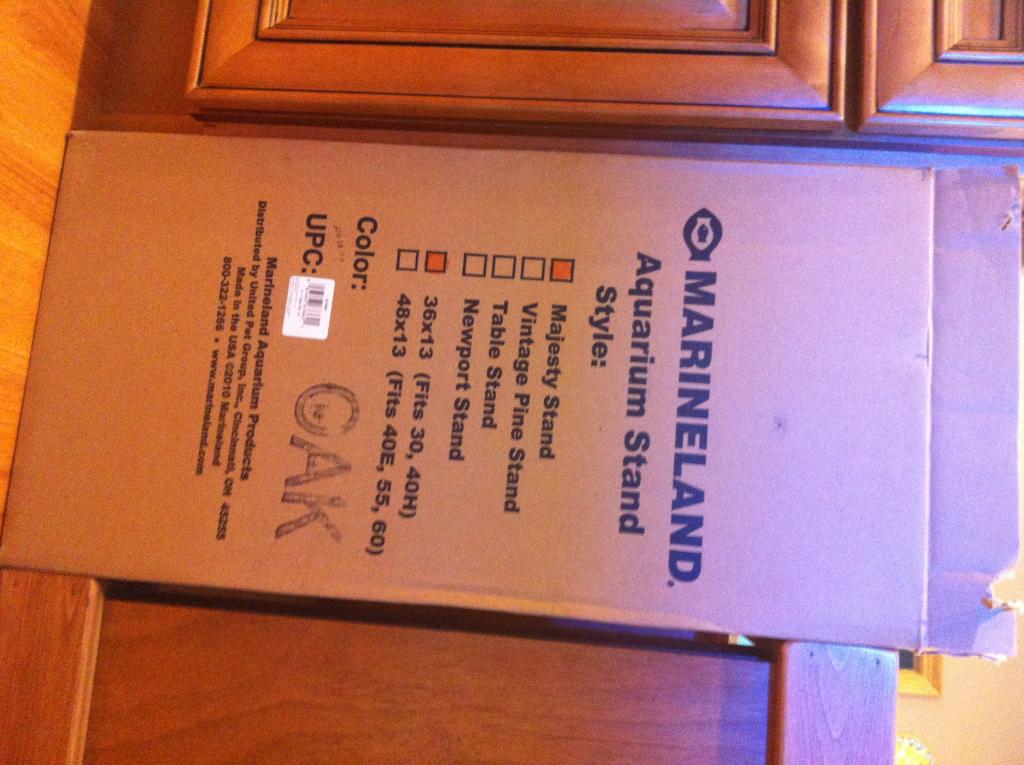 MARINELAND.
Aquarium Stand
Style:
Majesty Stand
Vintage Pine Stand
Table Stand
Newport Stand
36x13 (Fits 30, 40H)
48x13 (Fits 40E, 55, 60)
Color:
UPC:
OAK
Marineland Aquarium Products
Distributed by United Pet Group, Inc., Cincinnati, OH 45255
Made in the USA ©2010 Marineland
800-322-1266 • www.marineland.com